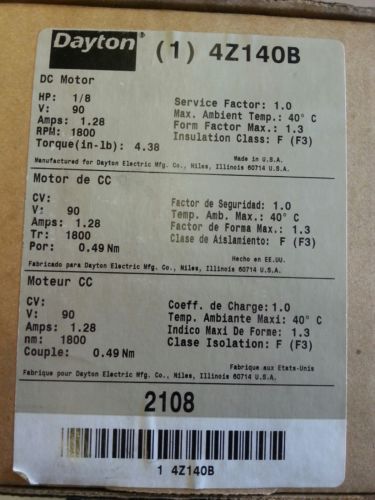 Dayton (1) 4Z140B
DC Motor
HP: 1/8
V: 90
Amps: 1.28
RPM: 1800
Torque(in-lb): 4.38
Service Factor: 1.0
Max. Ambient Temp.: 40° C
Form Factor Max.: 1.3
Insulation Class: F (F3)
Made in U.S.A.
Manufactured for Dayton Electric Mfg. Co., Niles, Illinois 60714 U.S.A.
Motor de CC
CV:
V: 90
Amps: 1.28
Tr: 1800
Por: 0.49 Nm
Factor de Seguridad: 1.0
Temp. Amb. Max.: 40° C
Factor de Forma Max.: 1.3
Clase de Aislamiento: F (F3)
Hecho en EE.UU.
Fabricado para Dayton Electric Mfg. Co., Niles, Illinois 60714 U.S.A.
Moteur CC
CV:
V: 90
Amps: 1.28
nm: 1800
Couple: 0.49 Nm
Coeff. de Charge: 1.0
Temp. Ambiante Maxi: 40° C
Indico Maxi De Forme: 1.3
Clase Isolation: F (F3)
Fabrique aux Etats-Unis
Fabrique pour Dayton Electric Mfg. Co., Niles, Illinois 60714 U.S.A.
2108
1 4Z140B